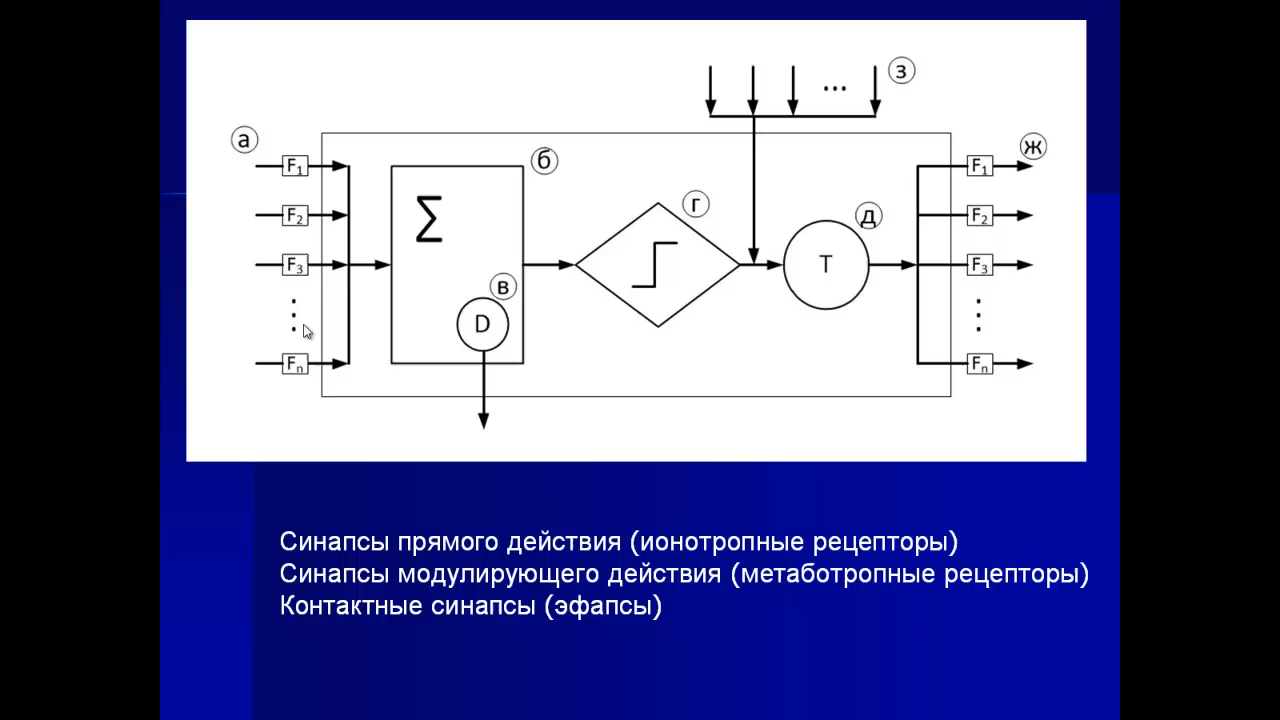 з
а
ж
F1
б
F1
Σ
г
F2
д
F2
F3
T
F3
в
D
Fn
Fn
Синапсы прямого действия (ионотропные рецепторы)
Синапсы модулирующего действия (метаботропные рецепторы)
Контактные синапсы (эфапсы)